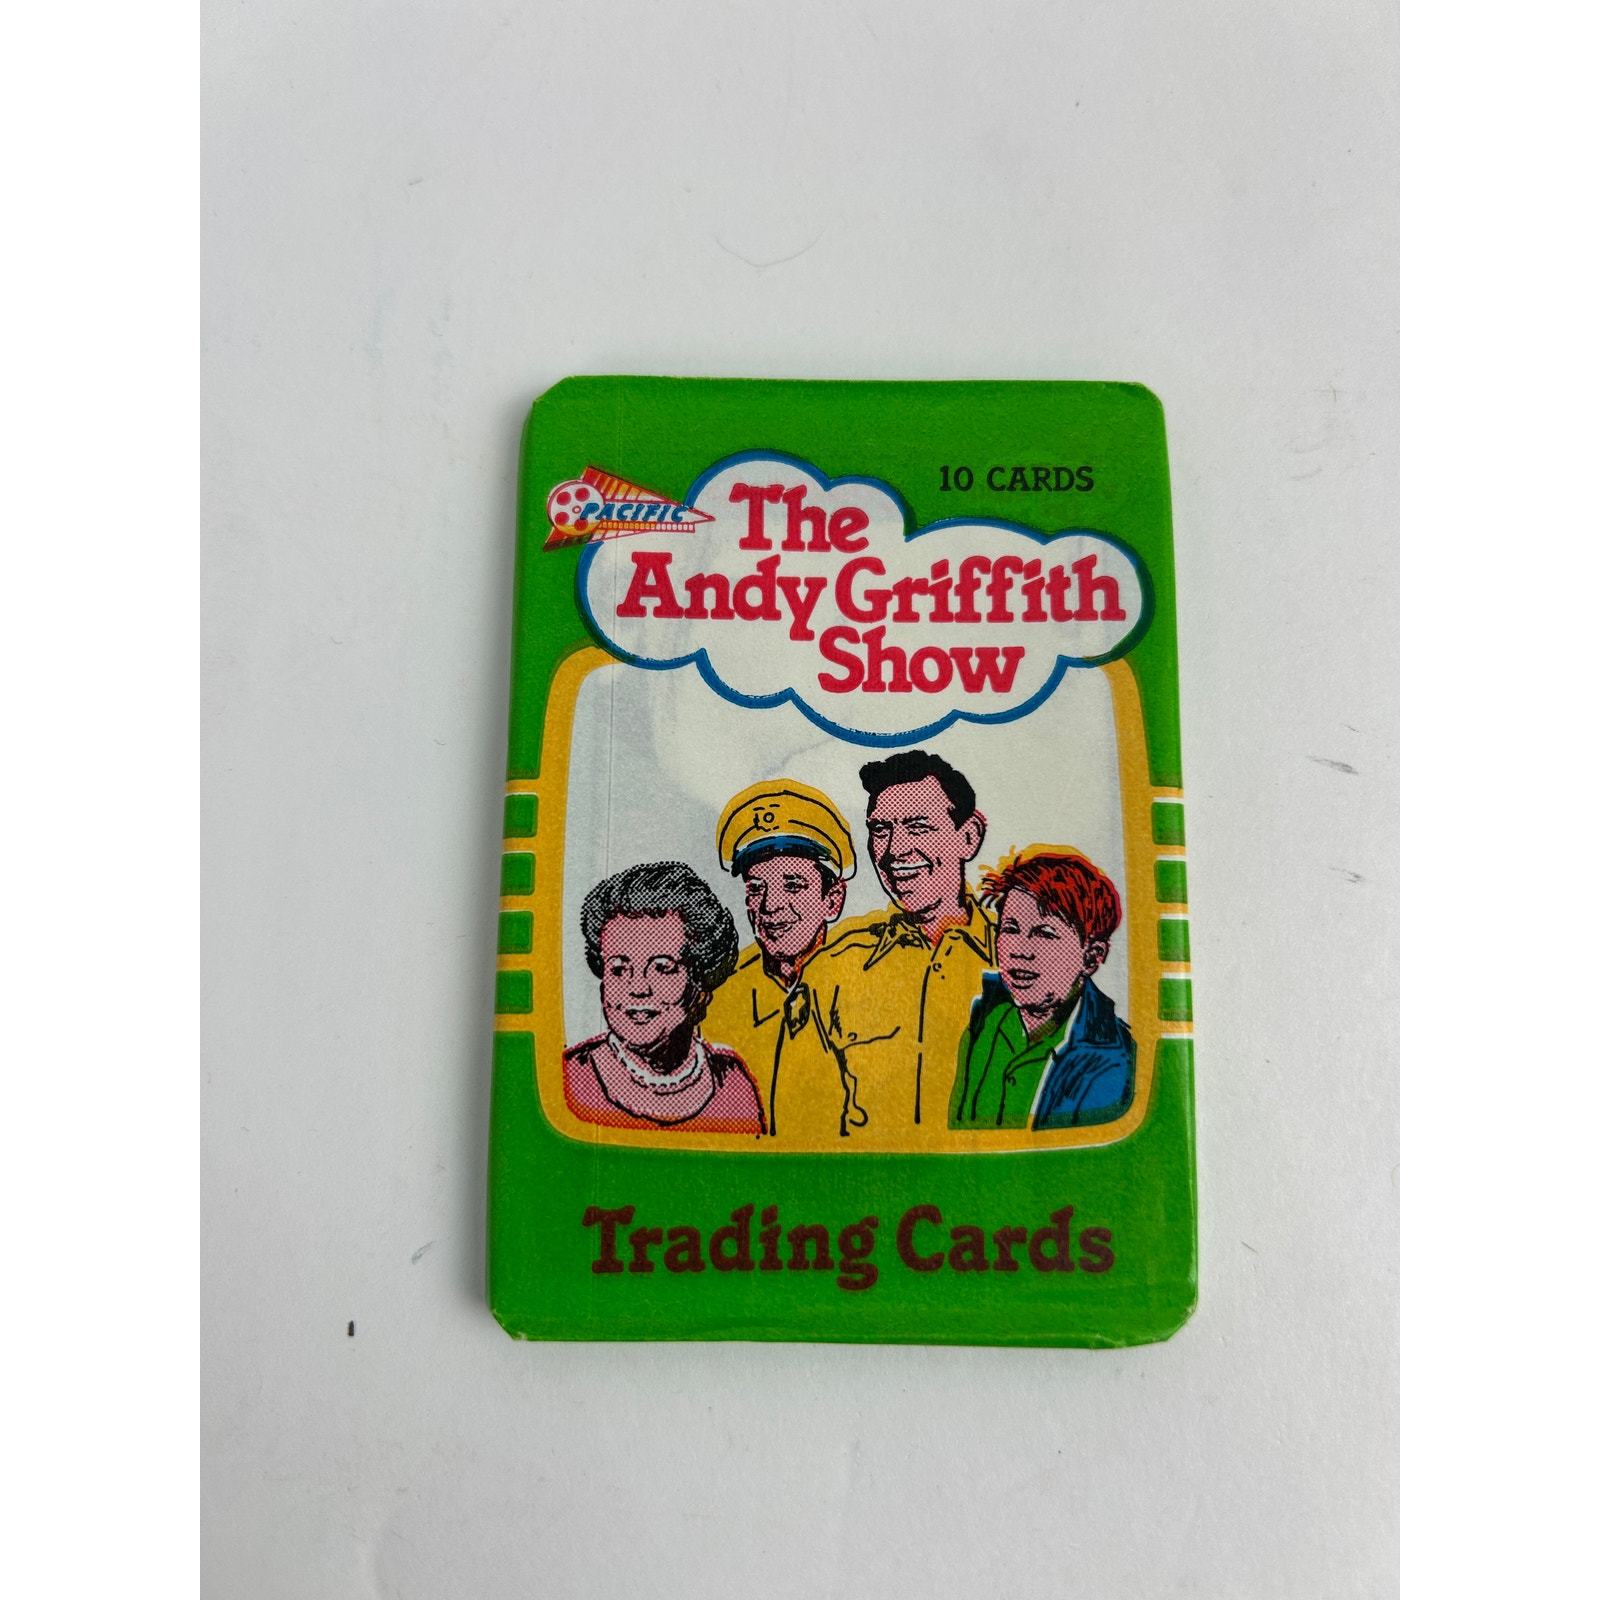 10 CARDS
PACIFIC
The
Andy Griffith
Show
Trading Cards